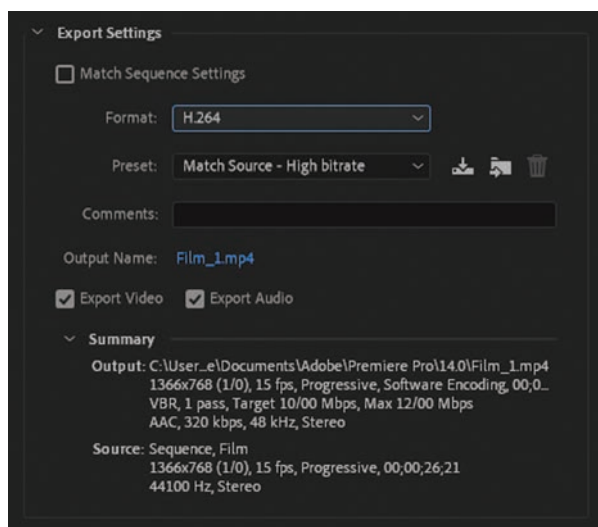 Export Settings
Match Sequence Settings
Format: H.264
Preset: Match Source - High bitrate
Comments:
Output Name: Film_1.mp4
Export Video Export Audio
Summary
Output: C:\User_e\Documents\Adobe\Premiere Pro\14.0\Film_1.mp4
1366x768 (1/0), 15 fps, Progressive, Software Encoding, 00;0...
VBR, 1 pass, Target 10/00 Mbps, Max 12/00 Mbps
AAC, 320 kbps, 48 kHz, Stereo
Source: Sequence, Film
1366x768 (1/0), 15 fps, Progressive, 00;00;26;21
44100 Hz, Stereo